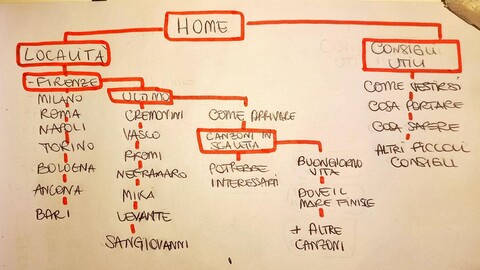 HOME
LOCALITÀ
CONSIGLI
UTILI
- FIRENZE
MILANO
ROMA
NAPOLI
TORINO
BOLOGNA
ANCONA
BARI
ULTIMO
CREMONINI
VASCO
RKOMI
NEGRAMARO
MIKA
LEVANTE
SANGIOVANNI
COME ARRIVARE
CANZONI IN
SCALETTA
POTREBBE
INTERESSARTI
BUONGIORNO
VITA
DOVE IL
MARE FINISCE
+ ALTRE
CANZONI
COME VESTIRSI
COSA PORTARE
COSA SAPERE
ALTRI PICCOLI
CONSIGLI